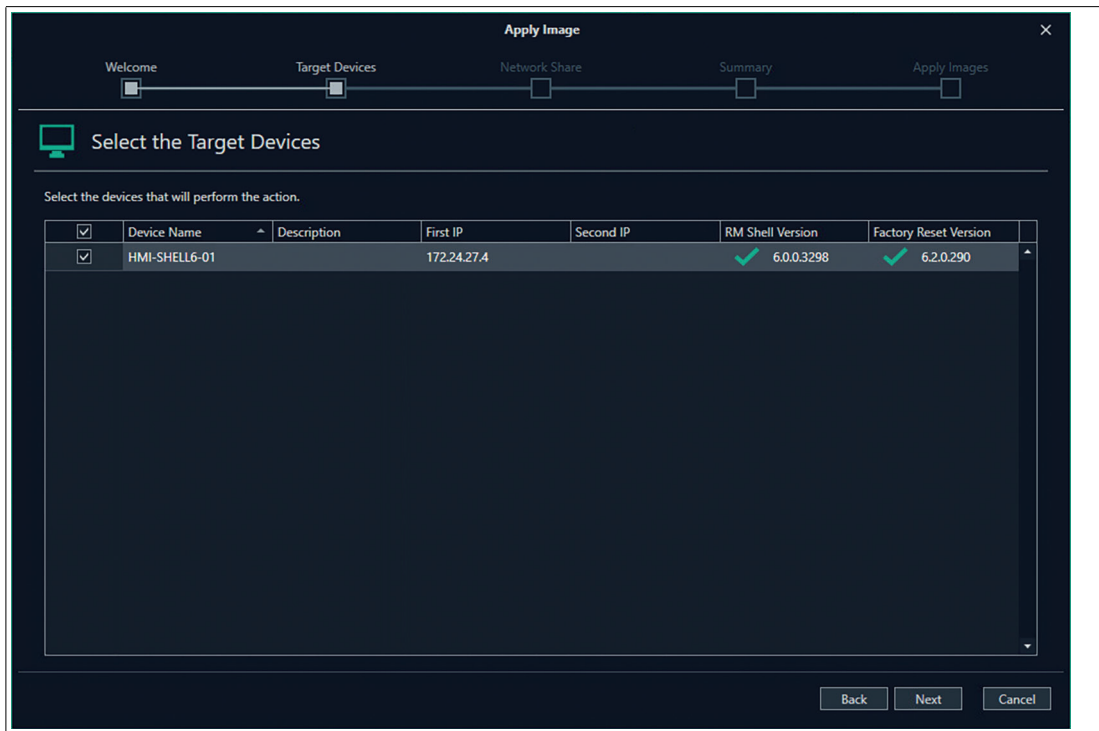 Apply Image
Welcome Target Devices Network Share Summary Apply Images
Select the Target Devices
Select the devices that will perform the action.
Device Name Description First IP Second IP RM Shell Version Factory Reset Version
HMI-SHELL6-01 172.24.27.4 6.0.0.3298 6.2.0.290
Back Next Cancel